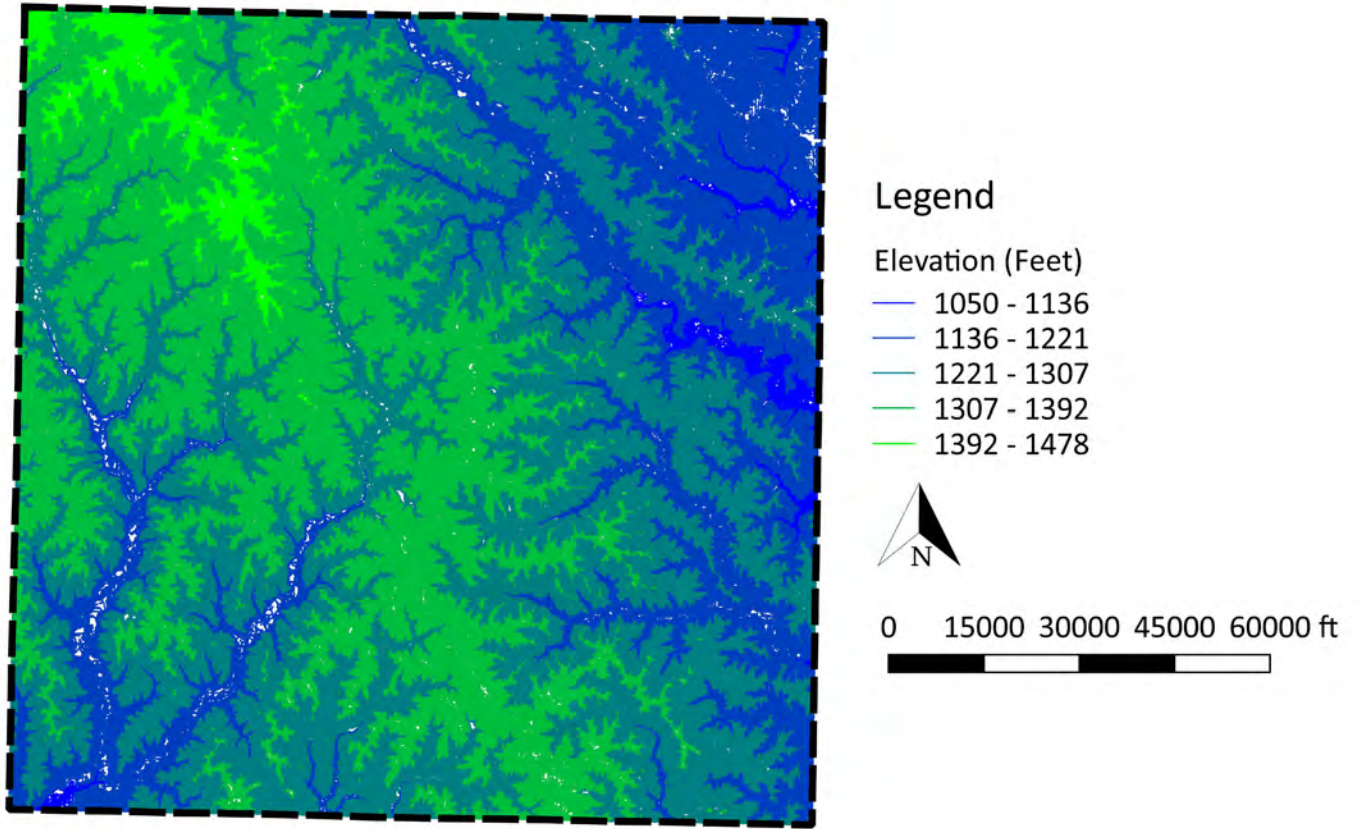 Legend
Elevation (Feet)
1050 - 1136
1136 - 1221
1221 - 1307
1307 - 1392
1392 - 1478
N
0 15000 30000 45000 60000 ft